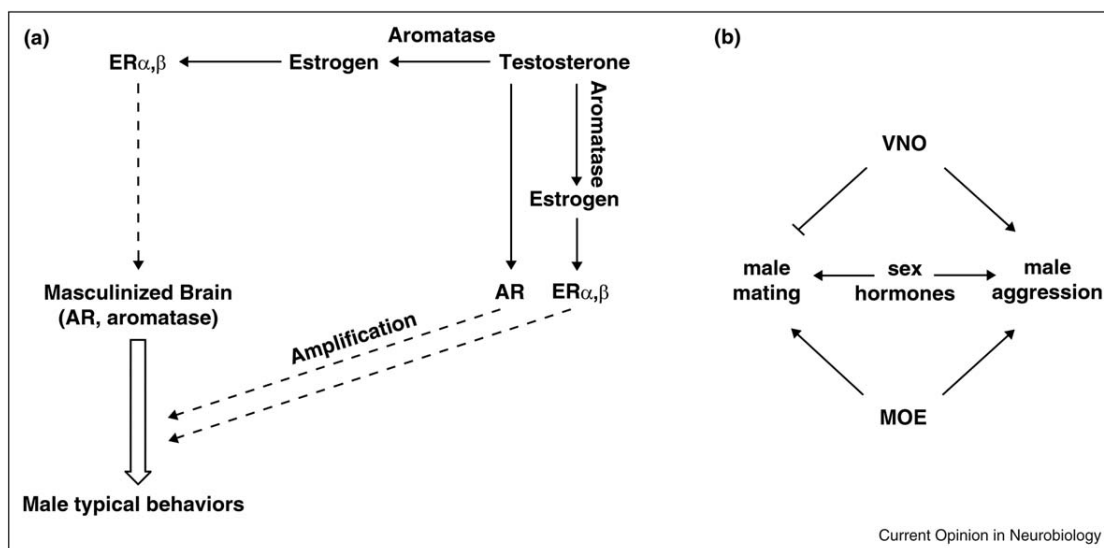 (a)
Aromatase
ERα,β
Estrogen
Testosterone
Aromatase
Estrogen
Masculinized Brain
(AR, aromatase)
AR
ERα,β
Amplification
Male typical behaviors
(b)
VNO
male
mating
sex
hormones
male
aggression
MOE
Current Opinion in Neurobiology